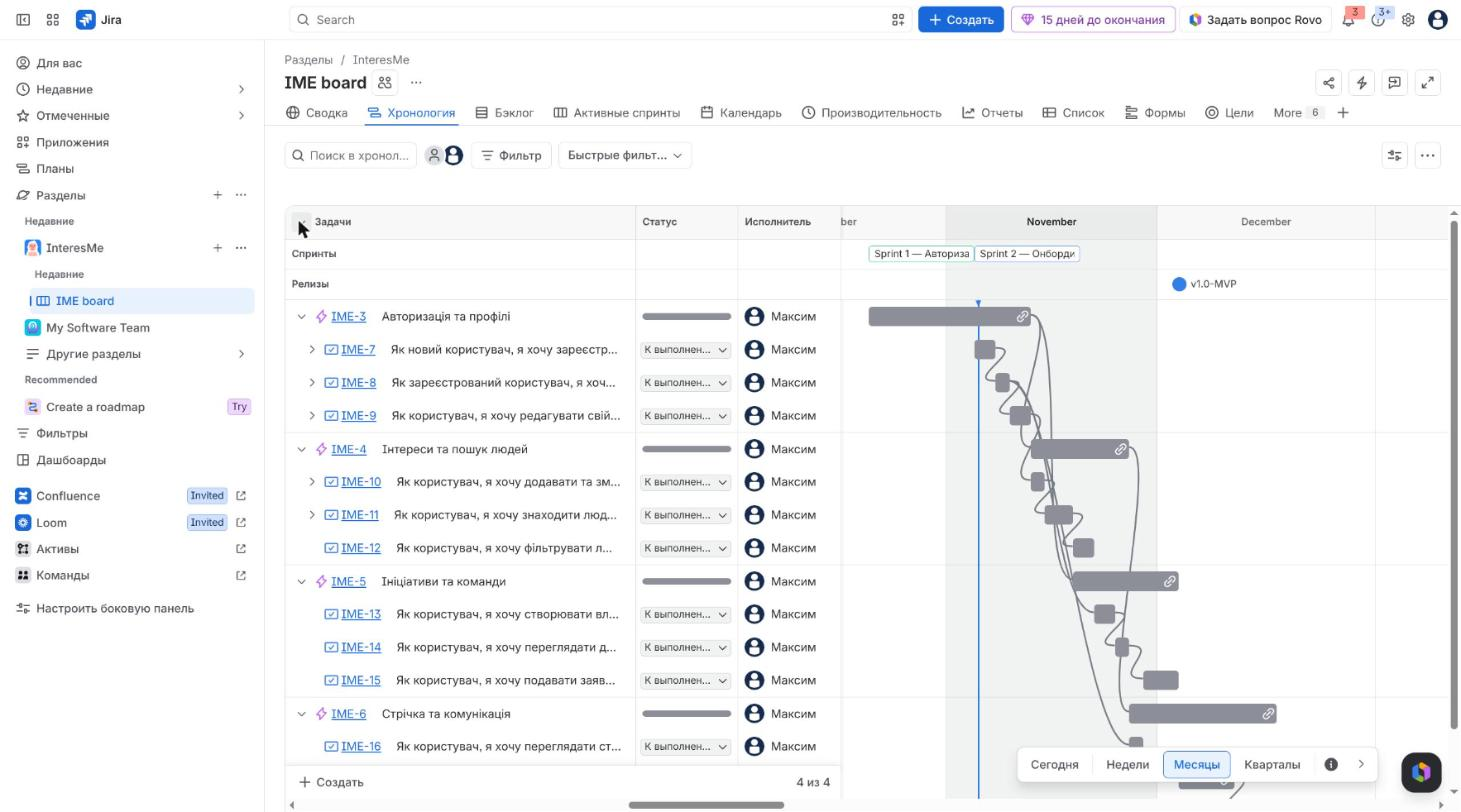 Jira
Search
Создать
15 дней до окончания
Задать вопрос Rovo
3
3+
Для вас
Недавние
Отмеченные
Приложения
Планы
Разделы
Недавние
InteresMe
Недавние
IME board
My Software Team
Другие разделы
Recommended
Create a roadmap
Try
Фильтры
Дашборды
Confluence
Invited
Loom
Invited
Активы
Команды
Настроить боковую панель
Разделы / InteresMe
IME board
Сводка
Хронология
Бэклог
Активные спринты
Календарь
Производительность
Отчеты
Список
Формы
Цели
More 6
Поиск в хронол...
Фильтр
Быстрые фильт...
Задачи Статус Исполнитель ber November December
Спринты Sprint 1 — Авториза Sprint 2 — Онборди
Релизы v1.0-MVP
IME-3 Авторизація та профілі Максим
IME-7 Як новий користувач, я хочу зареєстр... К выполнен... Максим
IME-8 Як зареєстрований користувач, я хоч... К выполнен... Максим
IME-9 Як користувач, я хочу редагувати свій... К выполнен... Максим
IME-4 Інтереси та пошук людей Максим
IME-10 Як користувач, я хочу додавати та зм... К выполнен... Максим
IME-11 Як користувач, я хочу знаходити люд... К выполнен... Максим
IME-12 Як користувач, я хочу фільтрувати л... К выполнен... Максим
IME-5 Ініціативи та команди Максим
IME-13 Як користувач, я хочу створювати вл... К выполнен... Максим
IME-14 Як користувач, я хочу переглядати д... К выполнен... Максим
IME-15 Як користувач, я хочу подавати заяв... К выполнен... Максим
IME-6 Стрічка та комунікація Максим
IME-16 Як користувач, я хочу переглядати ст... К выполнен... Максим
Создать 4 из 4
Сегодня Недели Месяцы Кварталы